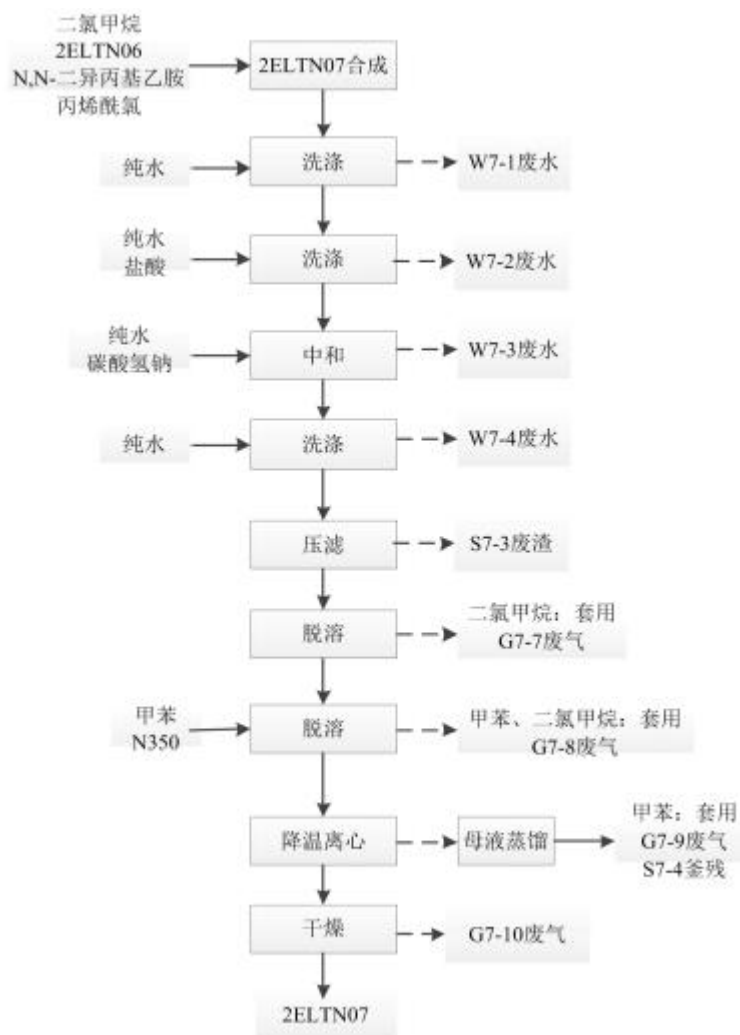 二氯甲烷
2ELTN06
N,N-二异丙基乙胺
丙烯酰氯
2ELTN07合成
纯水
洗涤
W7-1废水
纯水
盐酸
洗涤
W7-2废水
纯水
碳酸氢钠
中和
W7-3废水
纯水
洗涤
W7-4废水
压滤
S7-3废渣
脱溶
二氯甲烷：套用
G7-7废气
甲苯
N350
脱溶
甲苯、二氯甲烷：套用
G7-8废气
降温离心
母液蒸馏
甲苯：套用
G7-9废气
S7-4釜残
干燥
G7-10废气
2ELTN07